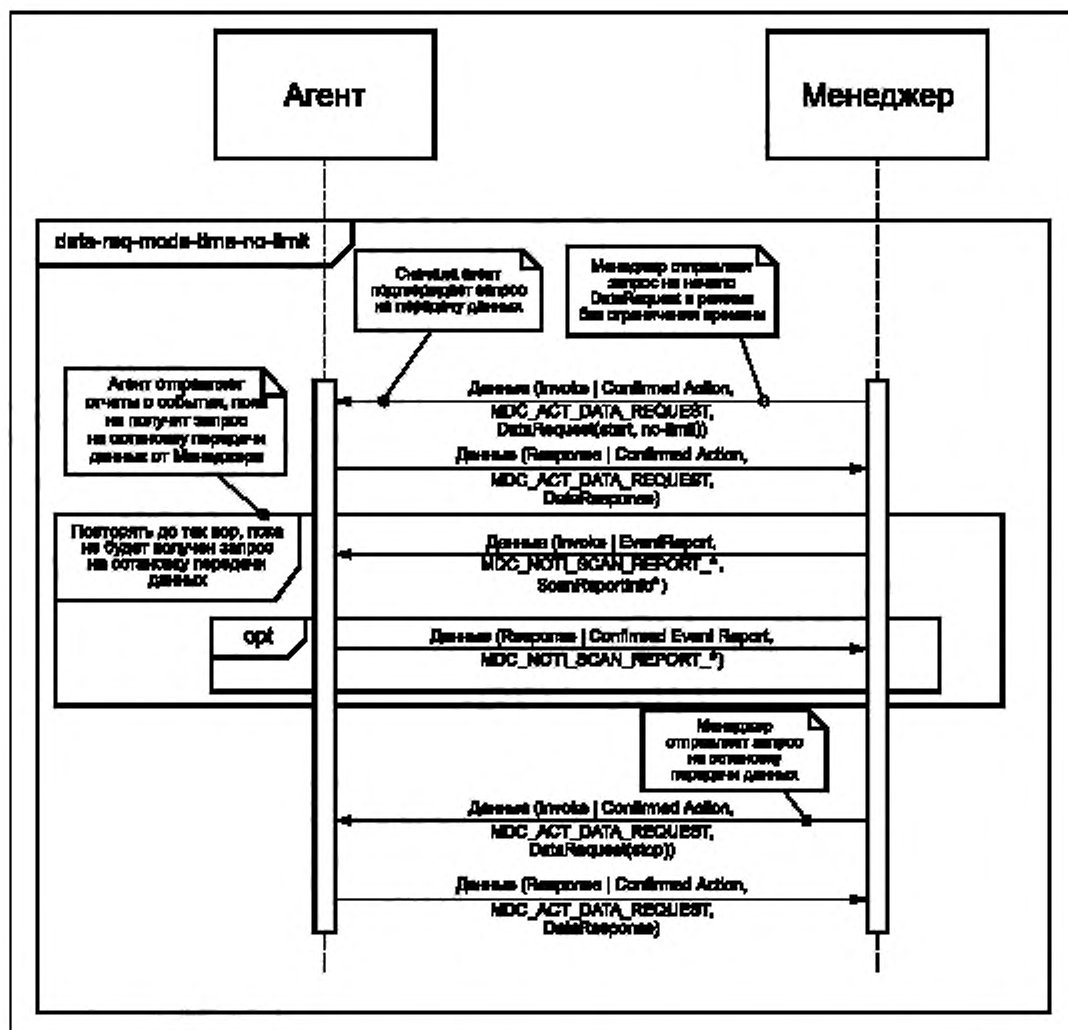 Агент
Менеджер
data-req-mode-time-no-limit
Сначала агент
подтверждает запрос
на передачу данных
Менеджер отправляет
запрос на начало
DataRequest в режиме
без ограничения времени
Агент отправляет
отчеты о событии, пока
не получит запрос
на остановку передачи
данных от Менеджера
Данные (Invoke | Confirmed Action,
MDC_ACT_DATA_REQUEST,
DataRequest(start, no-limit))
Данные (Response | Confirmed Action,
MDC_ACT_DATA_REQUEST,
DataResponse)
Повторять до тех пор, пока
не будет получен запрос
на остановку передачи
данных
Данные (Invoke | EventReport,
MDC_NOTI_SCAN_REPORT_*,
ScanReportInfo*)
opt
Данные (Response | Confirmed Event Report,
MDC_NOTI_SCAN_REPORT_*)
Менеджер
отправляет запрос
на остановку
передачи данных
Данные (Invoke | Confirmed Action,
MDC_ACT_DATA_REQUEST,
DataRequest(stop))
Данные (Response | Confirmed Action,
MDC_ACT_DATA_REQUEST,
DataResponse)